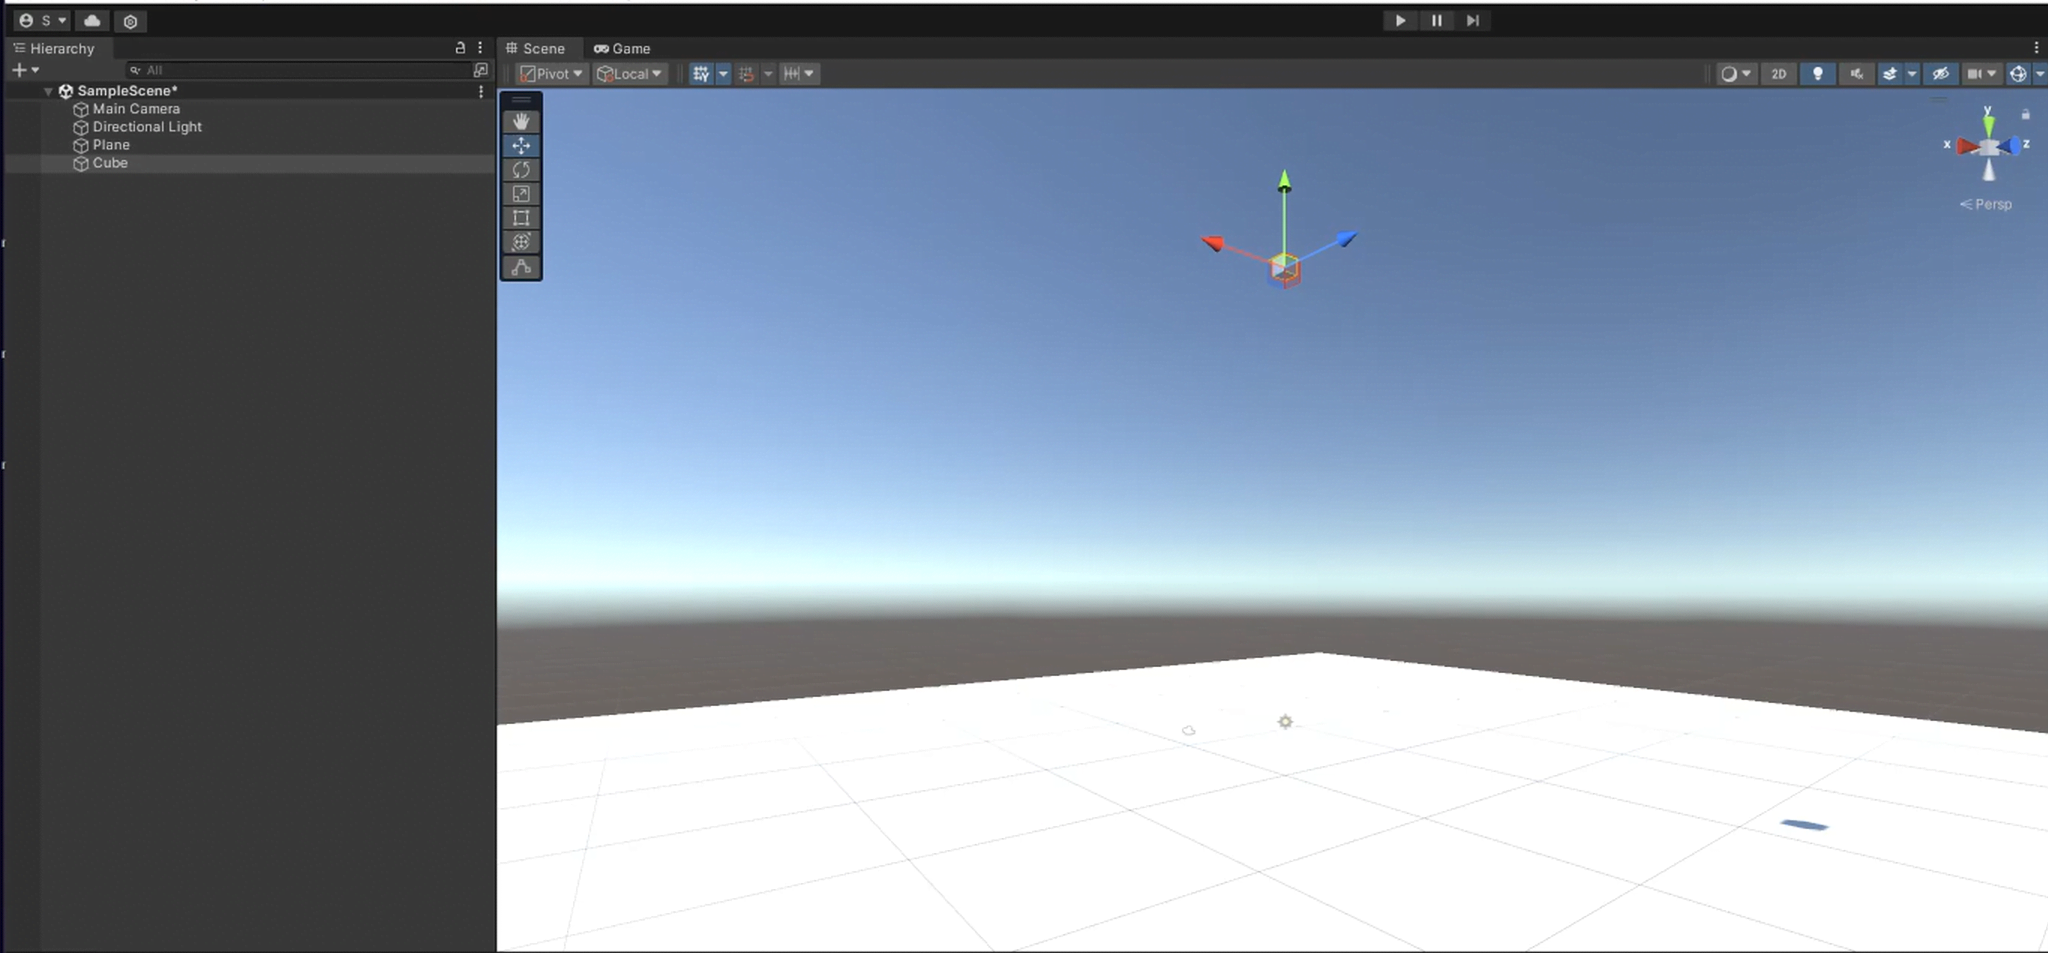 S
Hierarchy
Scene
Game
All
Pivot
Local
2D
SampleScene*
Main Camera
Directional Light
Plane
Cube
y
x
z
Persp